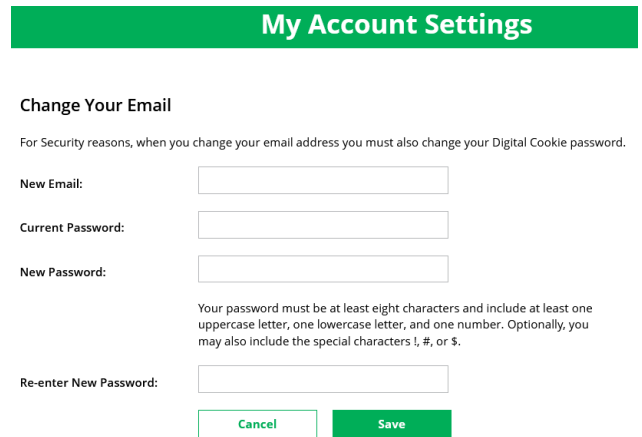 My Account Settings
Change Your Email
For Security reasons, when you change your email address you must also change your Digital Cookie password.
New Email:
Current Password:
New Password:
Your password must be at least eight characters and include at least one
uppercase letter, one lowercase letter, and one number. Optionally, you
may also include the special characters !, #, or $.
Re-enter New Password:
Cancel Save